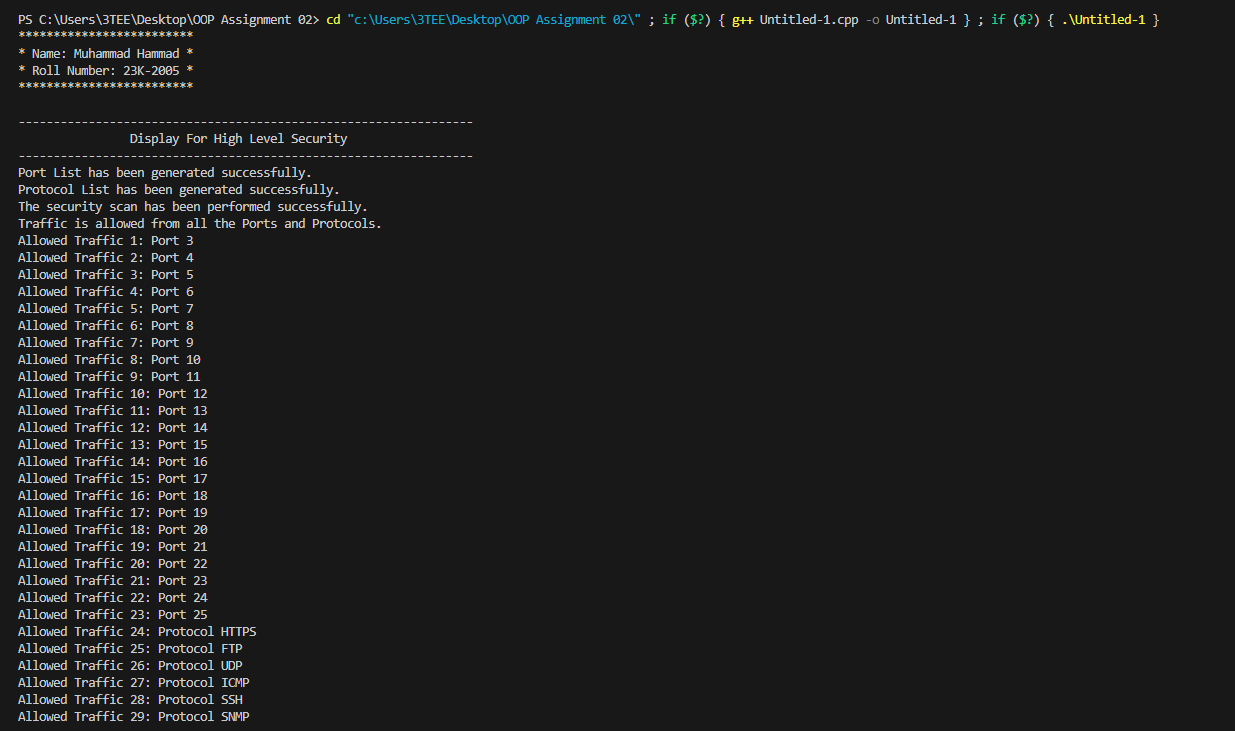 PS C:\Users\3TEE\Desktop\OOP Assignment 02> cd "c:\Users\3TEE\Desktop\OOP Assignment 02\" ; if ($?) { g++ Untitled-1.cpp -o Untitled-1 } ; if ($?) { .\Untitled-1 }
*************************
* Name: Muhammad Hammad *
* Roll Number: 23K-2005 *
*************************
-----------------------------------------------------------------
Display For High Level Security
-----------------------------------------------------------------
Port List has been generated successfully.
Protocol List has been generated successfully.
The security scan has been performed successfully.
Traffic is allowed from all the Ports and Protocols.
Allowed Traffic 1: Port 3
Allowed Traffic 2: Port 4
Allowed Traffic 3: Port 5
Allowed Traffic 4: Port 6
Allowed Traffic 5: Port 7
Allowed Traffic 6: Port 8
Allowed Traffic 7: Port 9
Allowed Traffic 8: Port 10
Allowed Traffic 9: Port 11
Allowed Traffic 10: Port 12
Allowed Traffic 11: Port 13
Allowed Traffic 12: Port 14
Allowed Traffic 13: Port 15
Allowed Traffic 14: Port 16
Allowed Traffic 15: Port 17
Allowed Traffic 16: Port 18
Allowed Traffic 17: Port 19
Allowed Traffic 18: Port 20
Allowed Traffic 19: Port 21
Allowed Traffic 20: Port 22
Allowed Traffic 21: Port 23
Allowed Traffic 22: Port 24
Allowed Traffic 23: Port 25
Allowed Traffic 24: Protocol HTTPS
Allowed Traffic 25: Protocol FTP
Allowed Traffic 26: Protocol UDP
Allowed Traffic 27: Protocol ICMP
Allowed Traffic 28: Protocol SSH
Allowed Traffic 29: Protocol SNMP